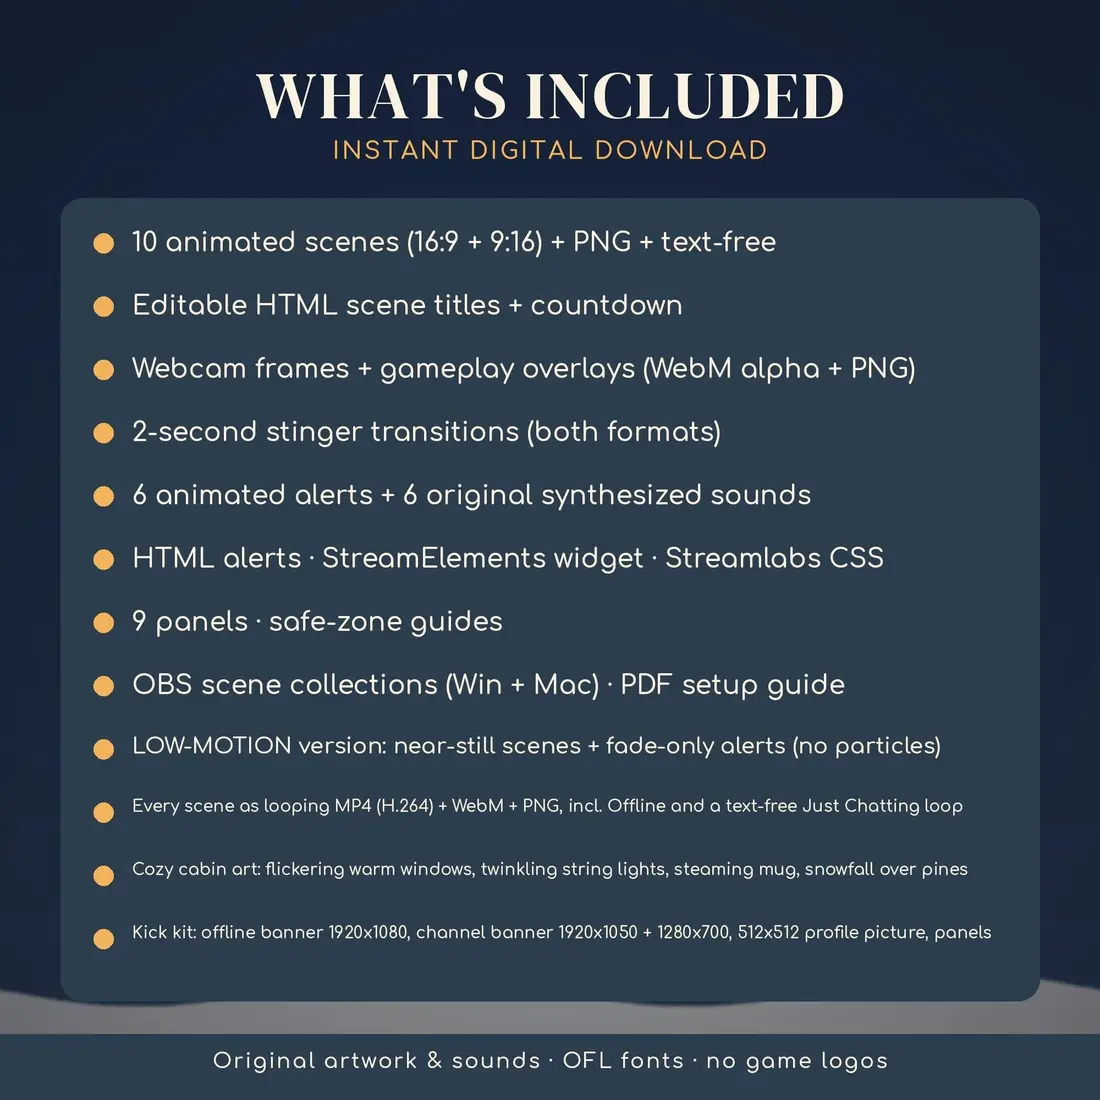 WHAT'S INCLUDED
INSTANT DIGITAL DOWNLOAD
10 animated scenes (16:9 + 9:16) + PNG + text-free
Editable HTML scene titles + countdown
Webcam frames + gameplay overlays (WebM alpha + PNG)
2-second stinger transitions (both formats)
6 animated alerts + 6 original synthesized sounds
HTML alerts · StreamElements widget · Streamlabs CSS
9 panels · safe-zone guides
OBS scene collections (Win + Mac) · PDF setup guide
LOW-MOTION version: near-still scenes + fade-only alerts (no particles)
Every scene as looping MP4 (H.264) + WebM + PNG, incl. Offline and a text-free Just Chatting loop
Cozy cabin art: flickering warm windows, twinkling string lights, steaming mug, snowfall over pines
Kick kit: offline banner 1920x1080, channel banner 1920x1050 + 1280x700, 512x512 profile picture, panels
Original artwork & sounds · OFL fonts · no game logos